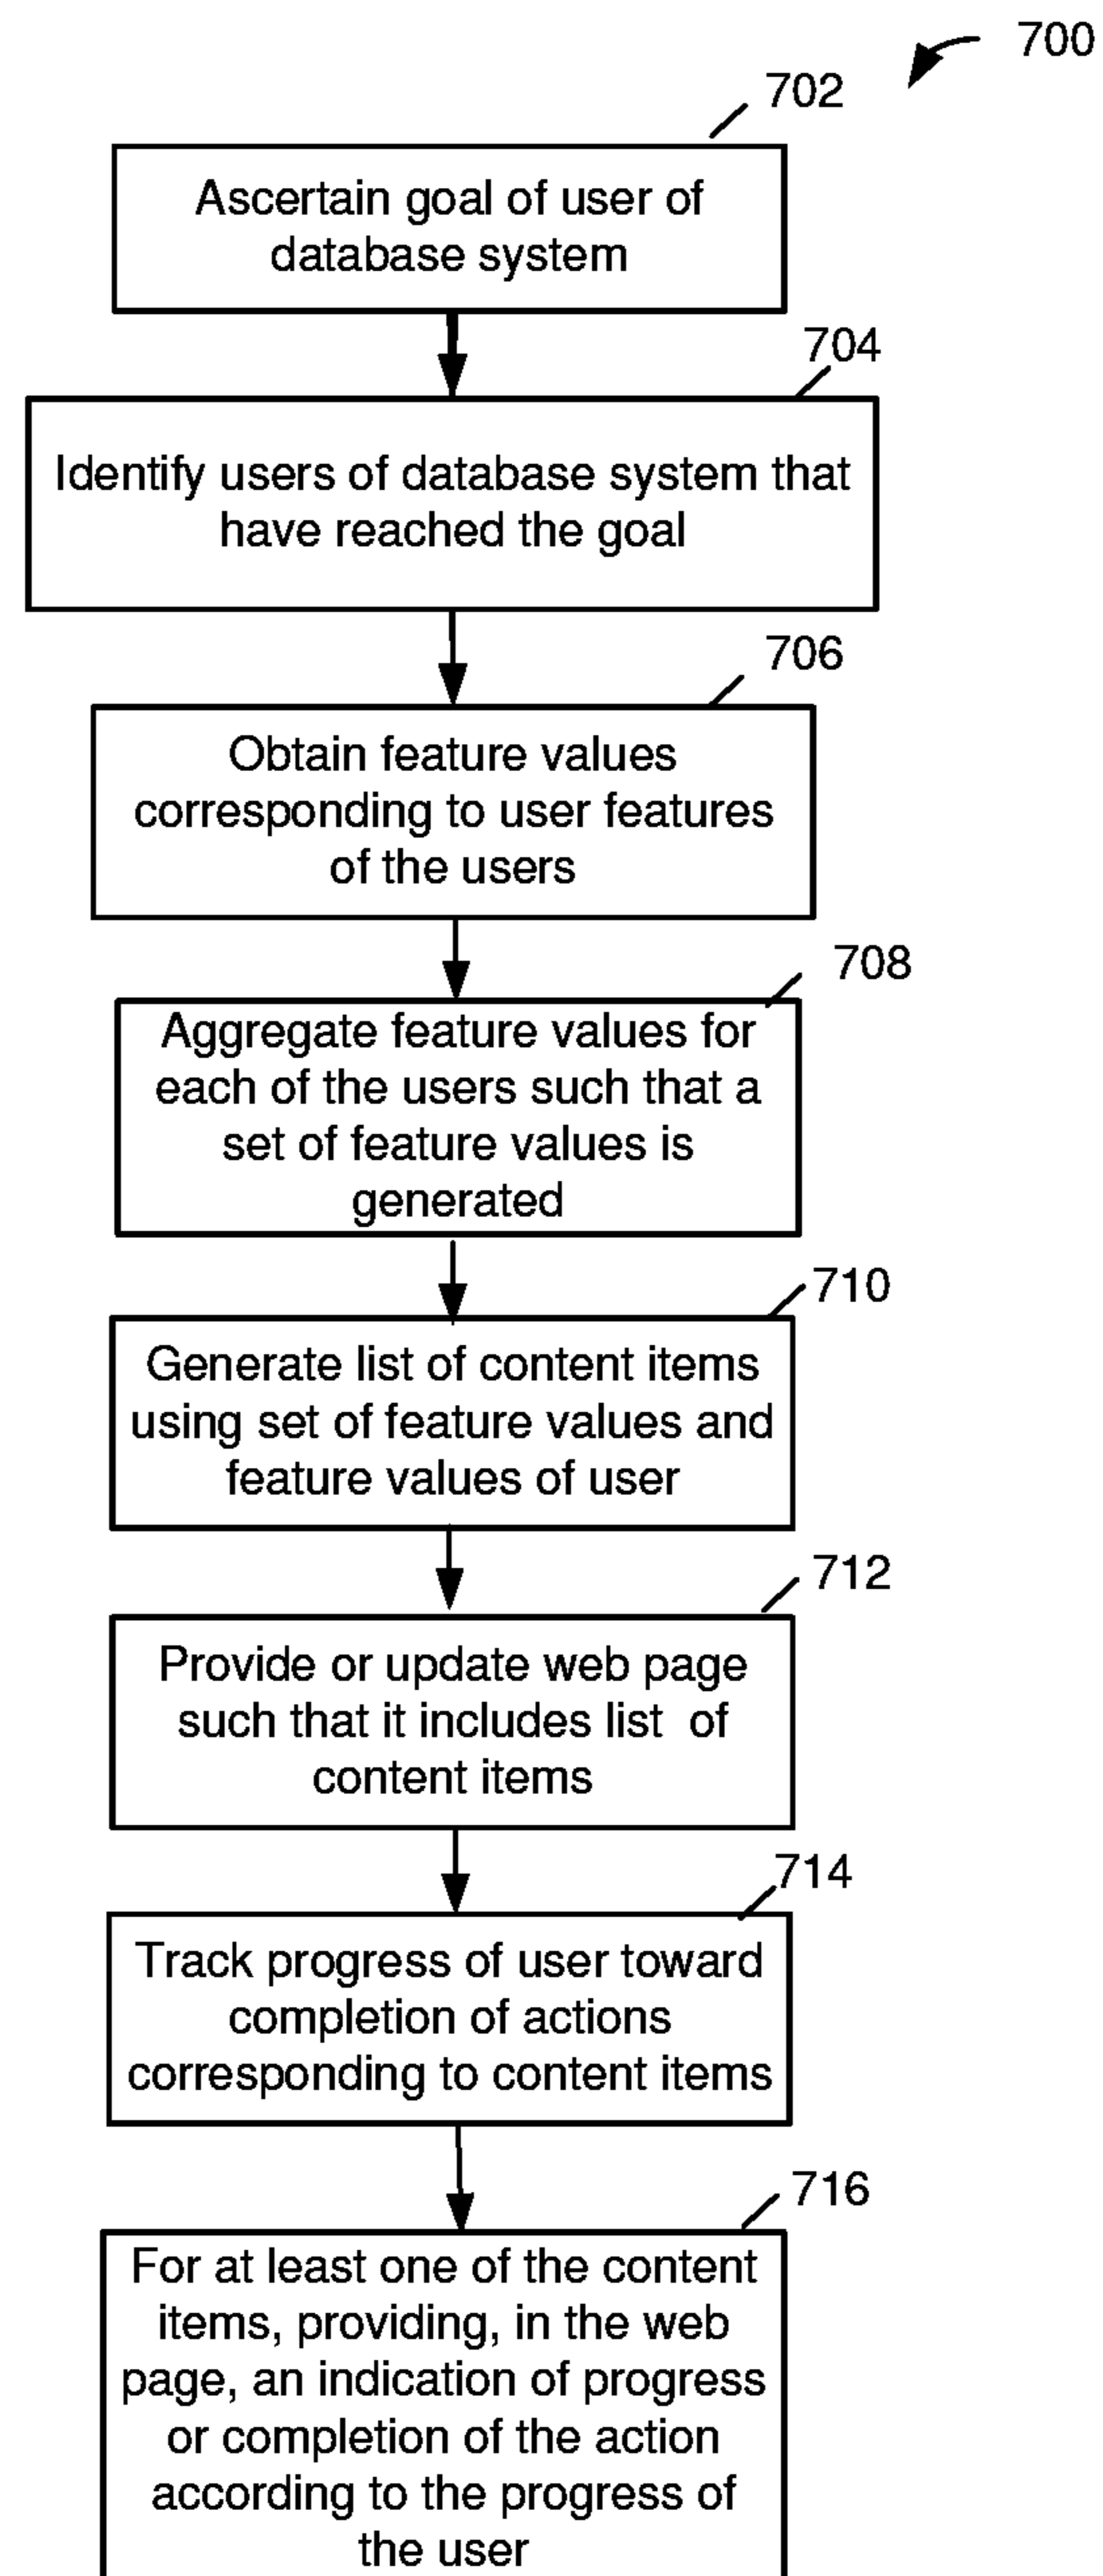 700
702
Ascertain goal of user of
database system
704
Identify users of database system that
have reached the goal
706
Obtain feature values
corresponding to user features
of the users
708
Aggregate feature values for
each of the users such that a
set of feature values is
generated
710
Generate list of content items
using set of feature values and
feature values of user
712
Provide or update web page
such that it includes list of
content items
714
Track progress of user toward
completion of actions
corresponding to content items
716
For at least one of the content
items, providing, in the web
page, an indication of progress
or completion of the action
according to the progress of
the user